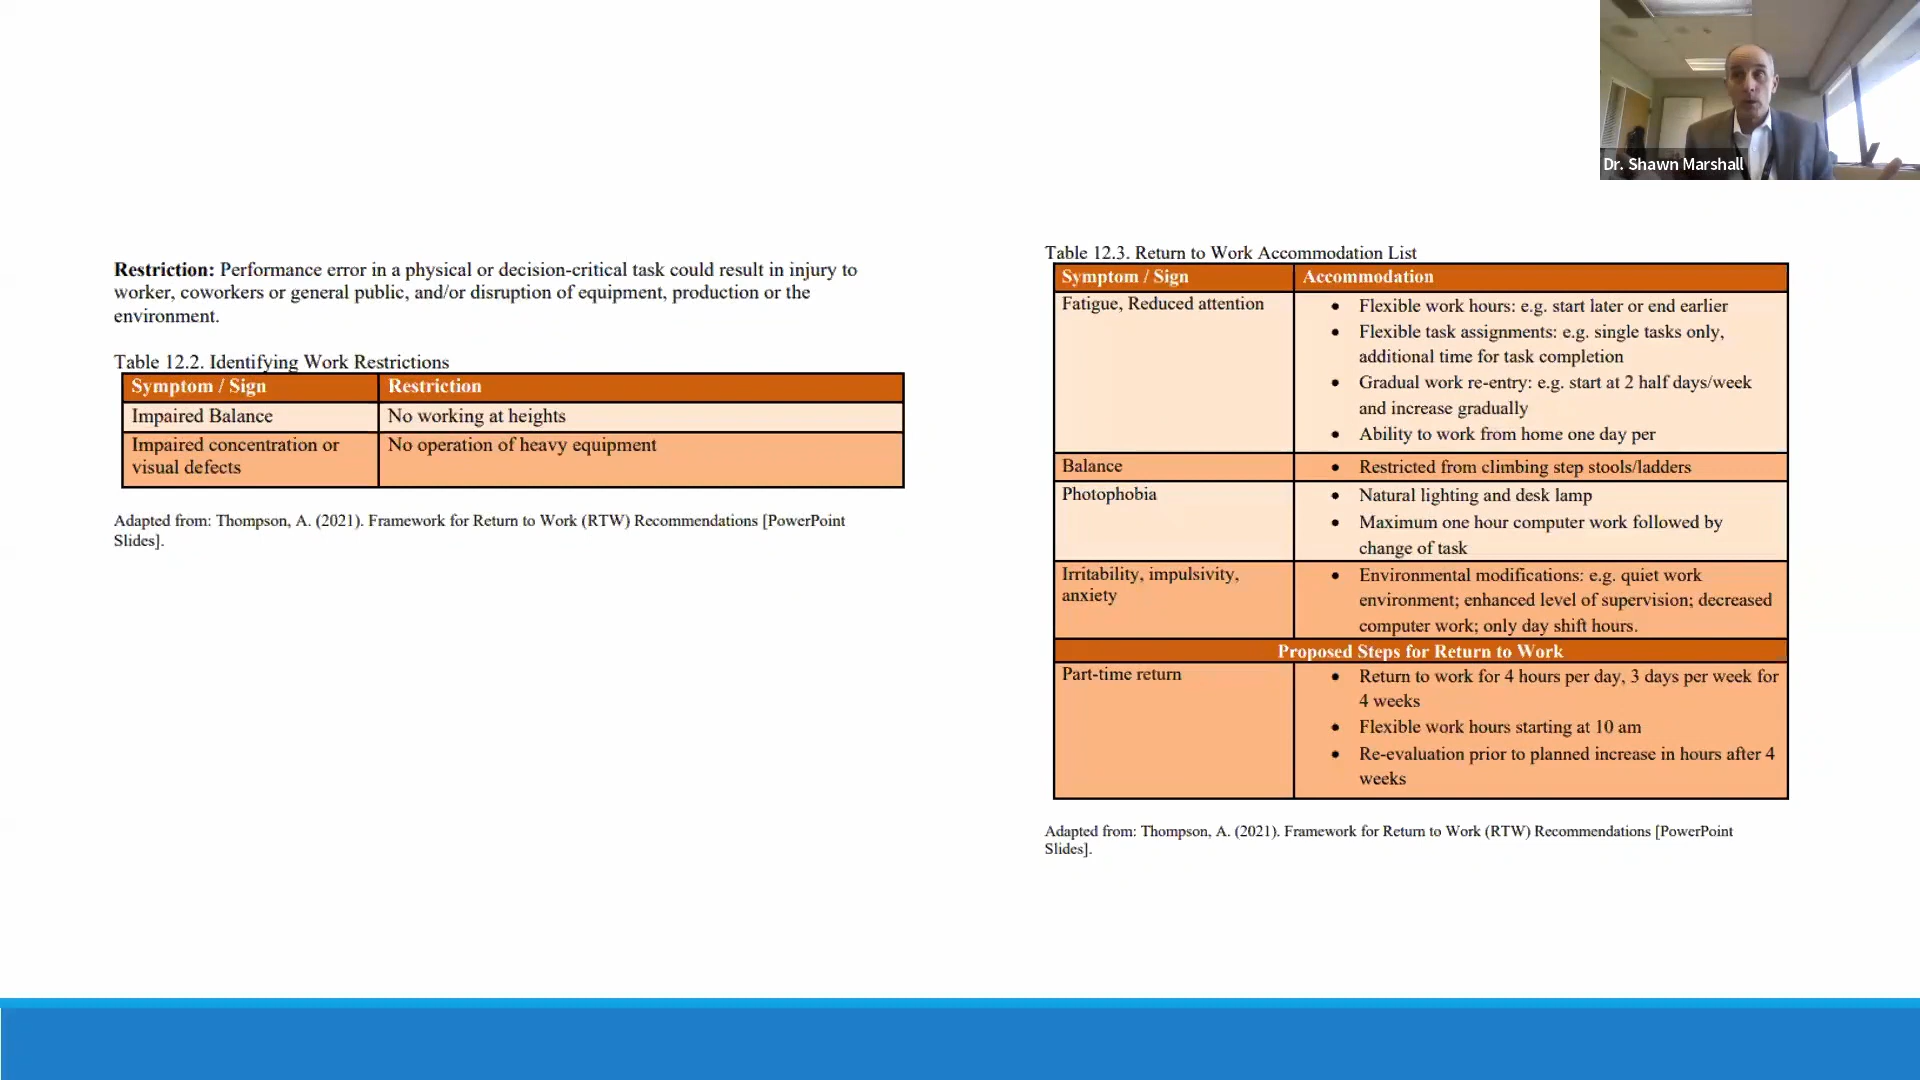 Dr. Shawn Marshall
Restriction: Performance error in a physical or decision-critical task could result in injury to
worker, coworkers or general public, and/or disruption of equipment, production or the
environment.
Table 12.2. Identifying Work Restrictions
Symptom / Sign Restriction
Impaired Balance No working at heights
Impaired concentration or No operation of heavy equipment
visual defects
Adapted from: Thompson, A. (2021). Framework for Return to Work (RTW) Recommendations [PowerPoint
Slides].
Table 12.3. Return to Work Accommodation List
Symptom / Sign Accommodation
Fatigue, Reduced attention • Flexible work hours: e.g. start later or end earlier
• Flexible task assignments: e.g. single tasks only,
additional time for task completion
• Gradual work re-entry: e.g. start at 2 half days/week
and increase gradually
• Ability to work from home one day per
Balance • Restricted from climbing step stools/ladders
Photophobia • Natural lighting and desk lamp
• Maximum one hour computer work followed by
change of task
Irritability, impulsivity, • Environmental modifications: e.g. quiet work
anxiety environment; enhanced level of supervision; decreased
computer work; only day shift hours.
Proposed Steps for Return to Work
Part-time return • Return to work for 4 hours per day, 3 days per week for
4 weeks
• Flexible work hours starting at 10 am
• Re-evaluation prior to planned increase in hours after 4
weeks
Adapted from: Thompson, A. (2021). Framework for Return to Work (RTW) Recommendations [PowerPoint
Slides].